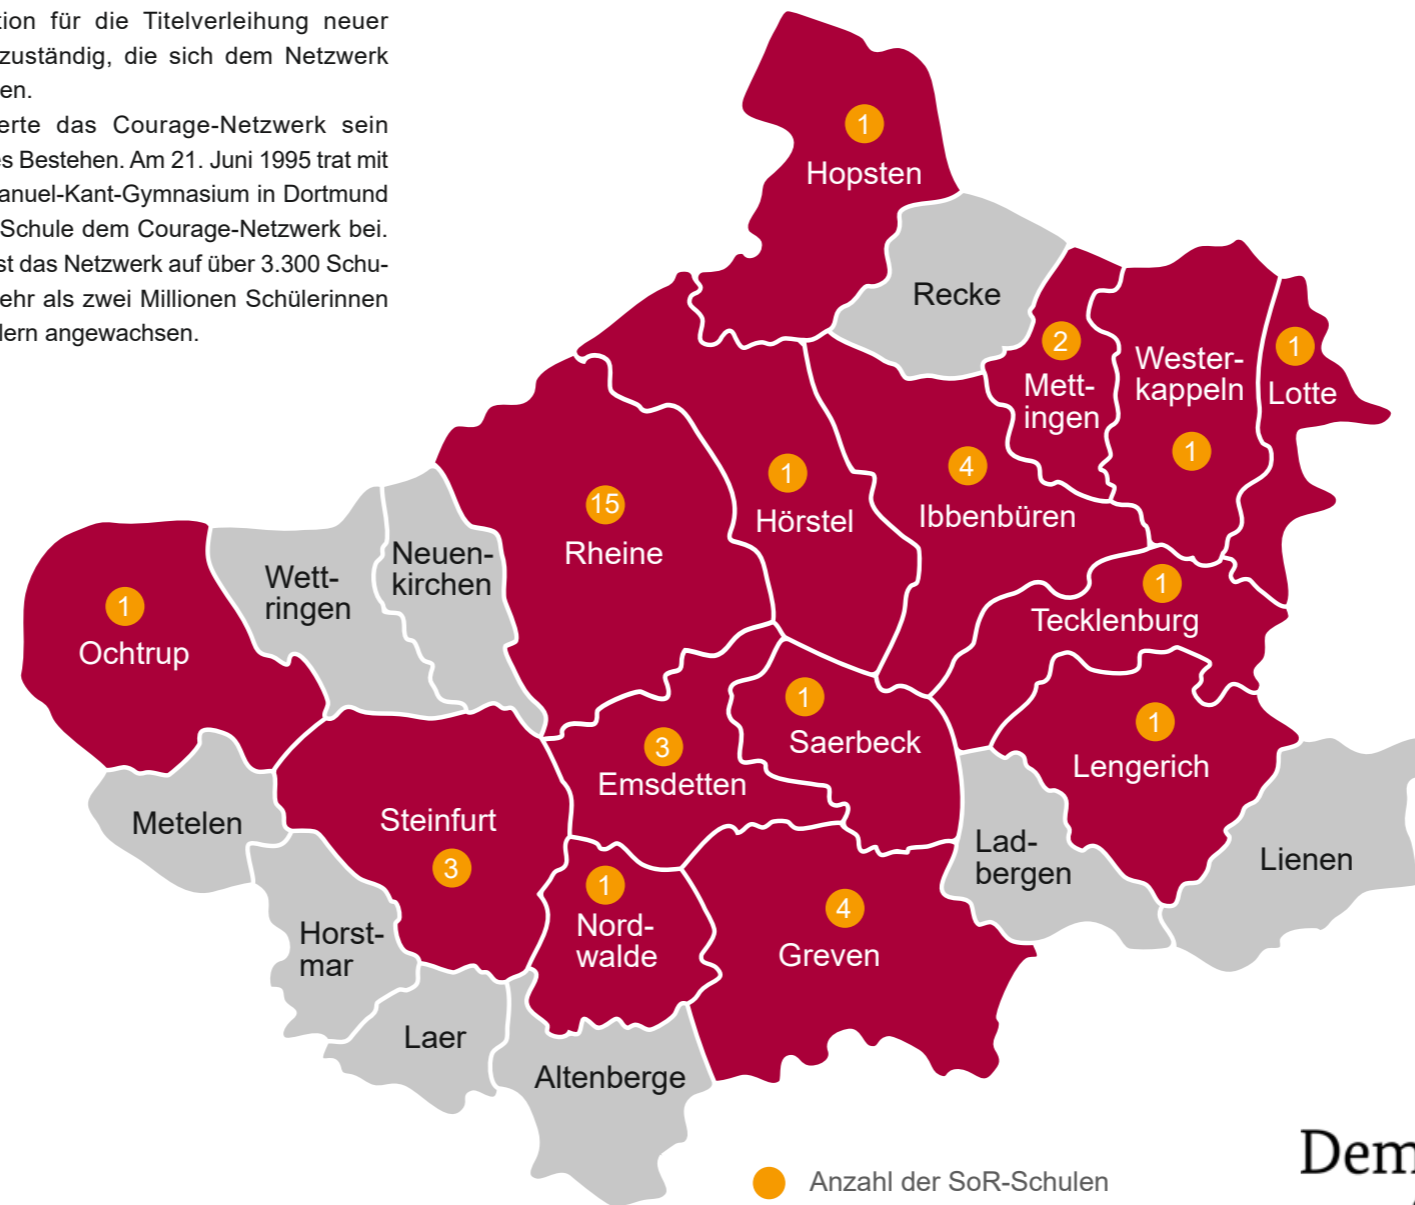 tion für die Titelverleihung neuer
zuständig, die sich dem Netzwerk
en.
erte das Courage-Netzwerk sein
es Bestehen. Am 21. Juni 1995 trat mit
anuel-Kant-Gymnasium in Dortmund
Schule dem Courage-Netzwerk bei.
st das Netzwerk auf über 3.300 Schu-
ehr als zwei Millionen Schülerinnen
lern angewachsen.
1
Hopsten
Recke
2
Mett-
ingen
Wester-
kappeln
1
1
Lotte
15
Rheine
1
Hörstel
4
Ibbenbüren
1
Ochtrup
Wett-
ringen
Neuen-
kirchen
1
Tecklenburg
3
Emsdetten
1
Saerbeck
1
Lengerich
Metelen
Steinfurt
3
1
Nord-
walde
4
Greven
Lad-
bergen
Lienen
Horst-
mar
Laer
Altenberge
Anzahl der SoR-Schulen
Dem